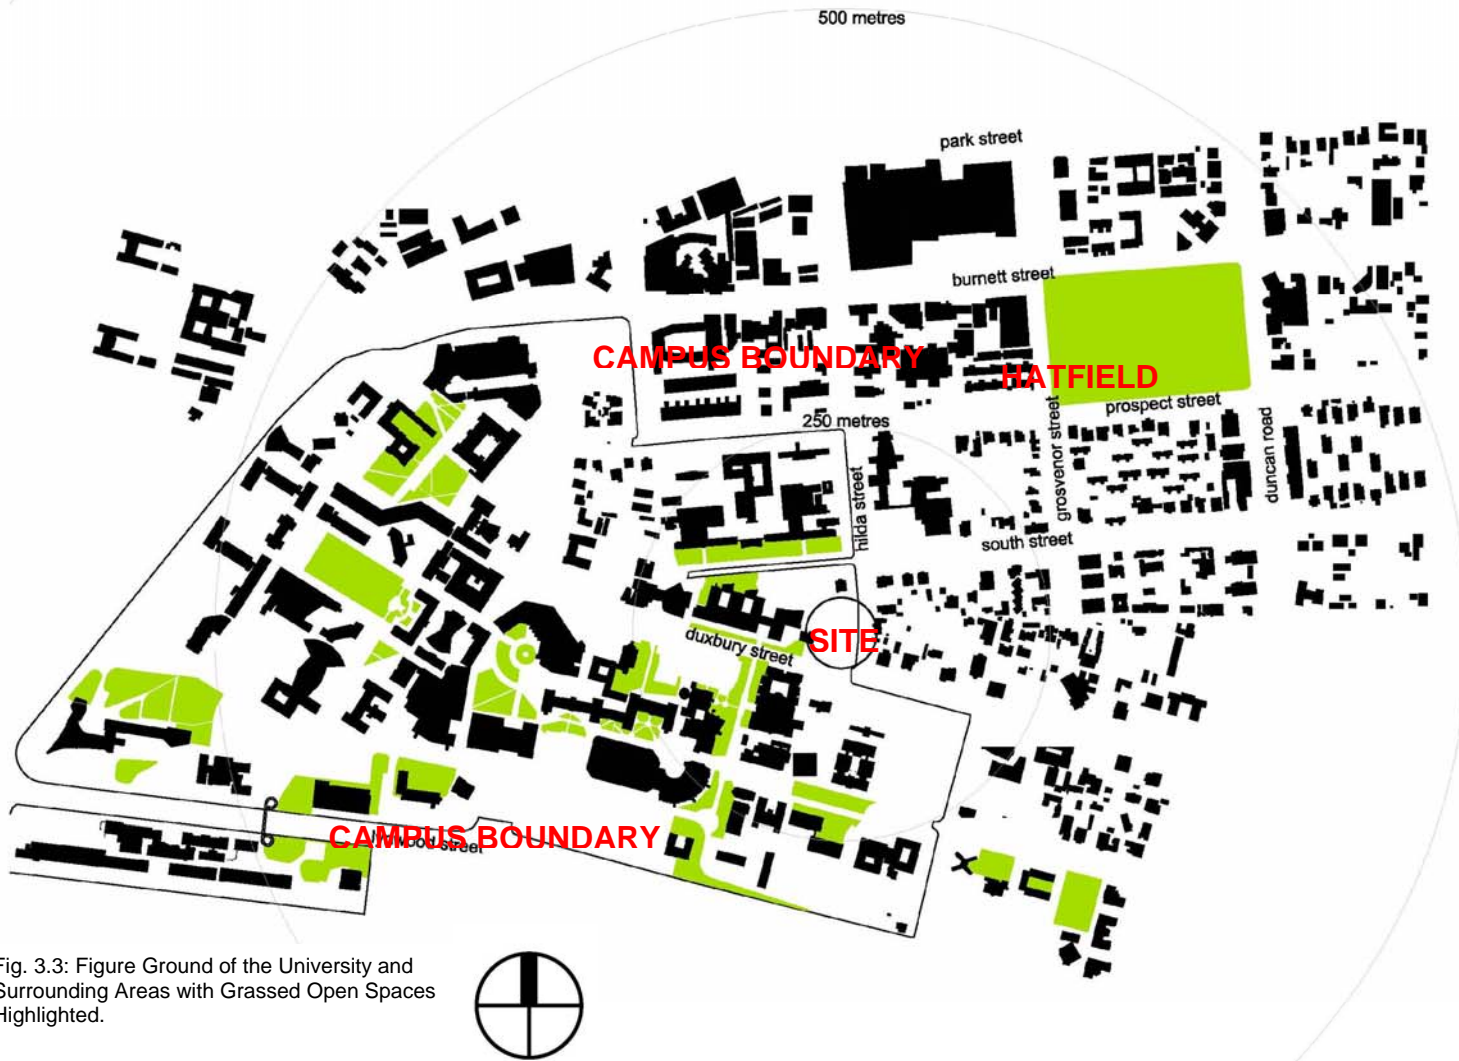 500 metres
park street
burnett street
CAMPUS BOUNDARY
HATFIELD
prospect street
250 metres
grosvenor street
duncan road
hilda street
south street
duxbury street
SITE
CAMPUS BOUNDARY
street
Fig. 3.3: Figure Ground of the University and
Surrounding Areas with Grassed Open Spaces
Highlighted.